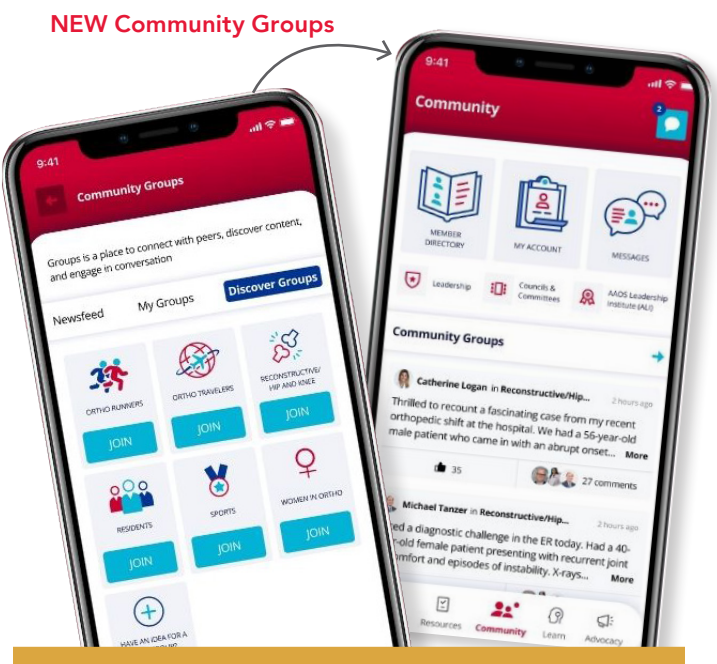 NEW Community Groups
9:41
Community Groups
Groups is a place to connect with peers, discover content,
and engage in conversation
Newsfeed
My Groups
Discover Groups
ORTHO RUNNERS
ORTHO TRAVELERS
RECONSTRUCTIVE/
HIP AND KNEE
JOIN
JOIN
JOIN
RESIDENTS
SPORTS
WOMEN IN ORTHO
JOIN
JOIN
JOIN
HAVE AN IDEA FOR A
9:41
Community
2
MEMBER
DIRECTORY
MY ACCOUNT
MESSAGES
Leadership
Councils &
Committees
AAOS Leadership
Institute (ALI)
Community Groups
Catherine Logan in Reconstructive/Hip...
2 hours ago
Thrilled to recount a fascinating case from my recent
orthopedic shift at the hospital. We had a 56-year-old
male patient who came in with an abrupt onset... More
35
27 comments
Michael Tanzer in Reconstructive/Hip...
2 hours ago
ed a diagnostic challenge in the ER today. Had a 40-
r-old female patient presenting with recurrent joint
omfort and episodes of instability. X-rays... More
Resources
Community
Learn
Advocacy